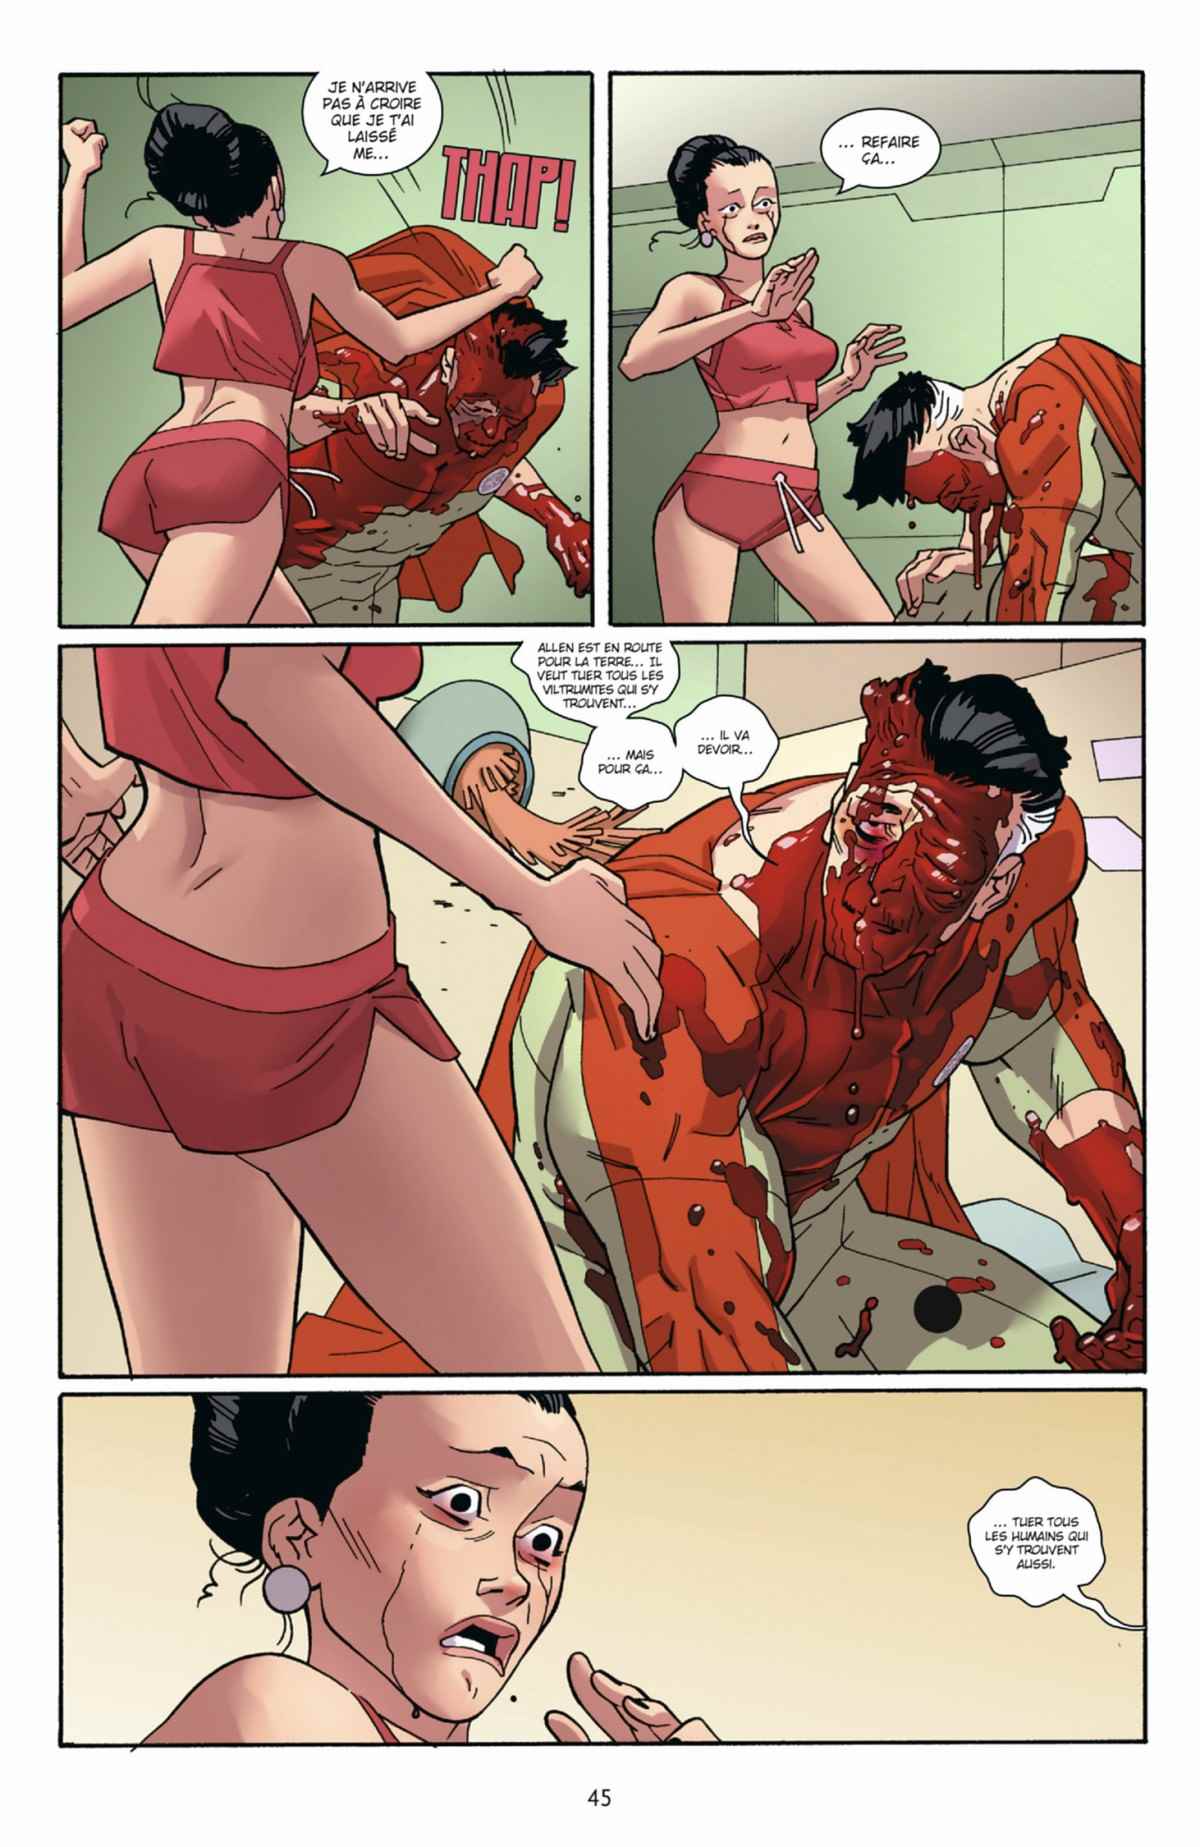 JE N'ARRIVE
PAS À CROIRE
QUE JE T'AI
LAISSÉ
ME...
THAP!
... REFAIRE
ÇA...
ALLEN EST EN ROUTE
POUR LA TERRE... IL
VEUT TUER TOUS LES
VILTRUMITES QUI S'Y
TROUVENT...
... MAIS
POUR ÇA...
... IL VA
DEVOIR...
... TUER TOUS
LES HUMAINS QUI
S'Y TROUVENT
AUSSI.
45